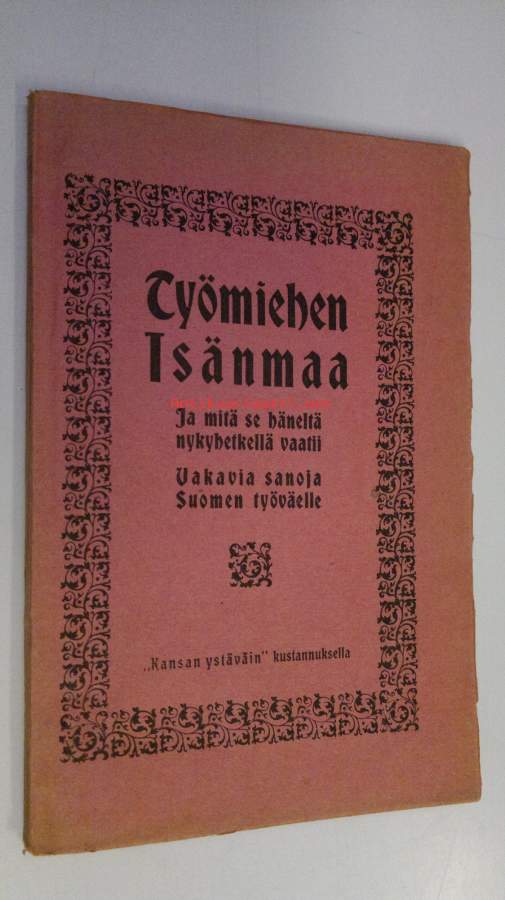 Työmiehen
Isänmaa
Ja mitä se häneltä
nykyhetkellä vaatii
Vakavia sanoja
Suomen työväelle
„Kansan ystäväin” kustannuksella